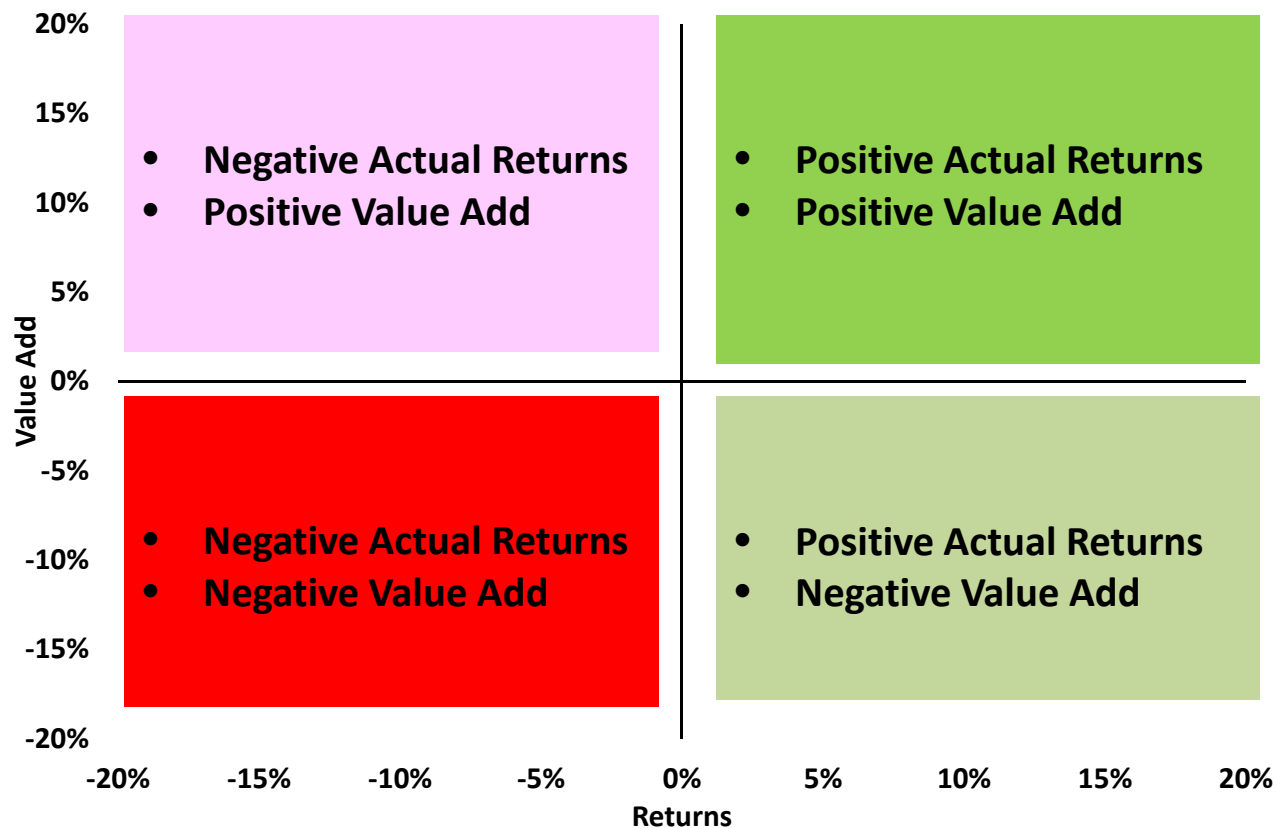 20%
15%
10%
5%
0%
-5%
-10%
-15%
-20%
Value Add
• Negative Actual Returns
• Positive Value Add
• Positive Actual Returns
• Positive Value Add
• Negative Actual Returns
• Negative Value Add
• Positive Actual Returns
• Negative Value Add
-20% -15% -10% -5% 0% 5% 10% 15% 20%
Returns